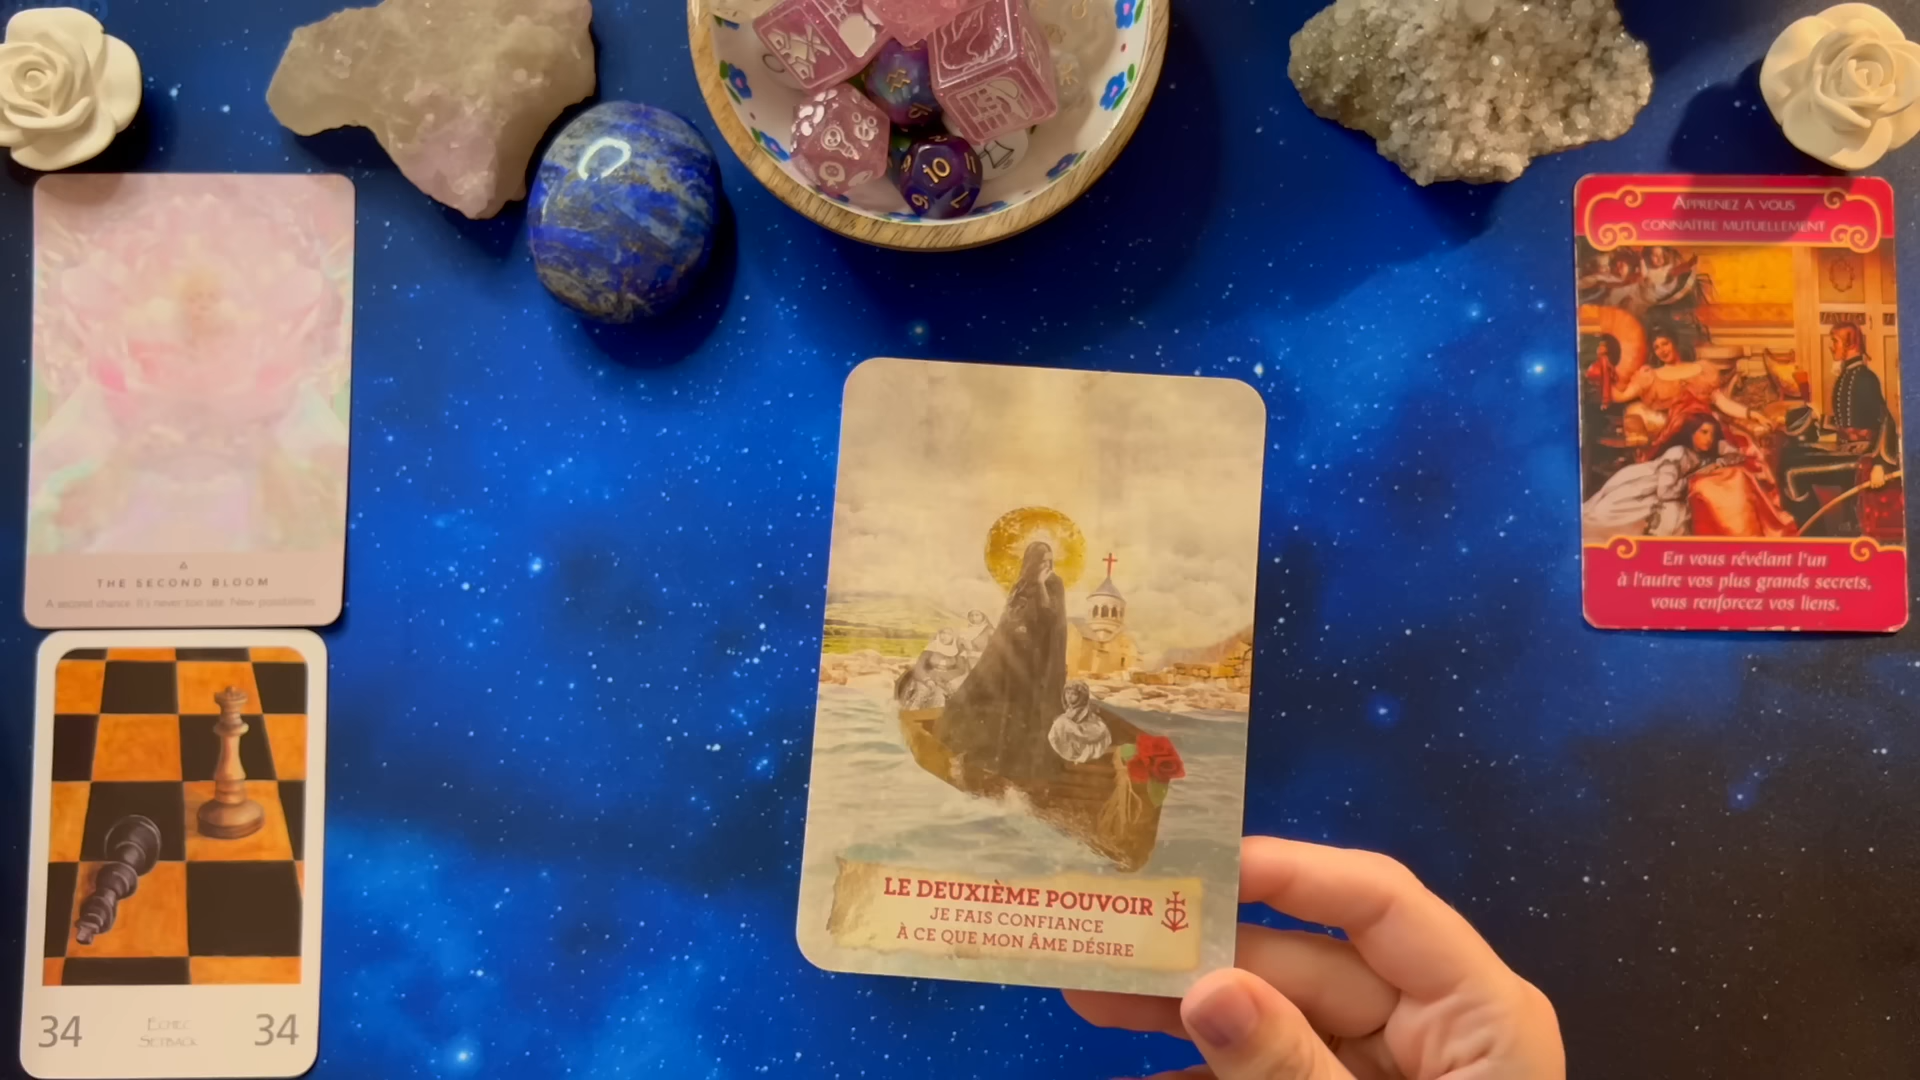 THE SECOND BLOOM
A second chance. It's never too late. New possibilities
34
ECHEC
SETBACK
34
10
LE DEUXIÈME POUVOIR
JE FAIS CONFIANCE
À CE QUE MON ÂME DÉSIRE
APPRENEZ À VOUS
CONNAÎTRE MUTUELLEMENT
En vous révélant l'un
à l'autre vos plus grands secrets,
vous renforcez vos liens.